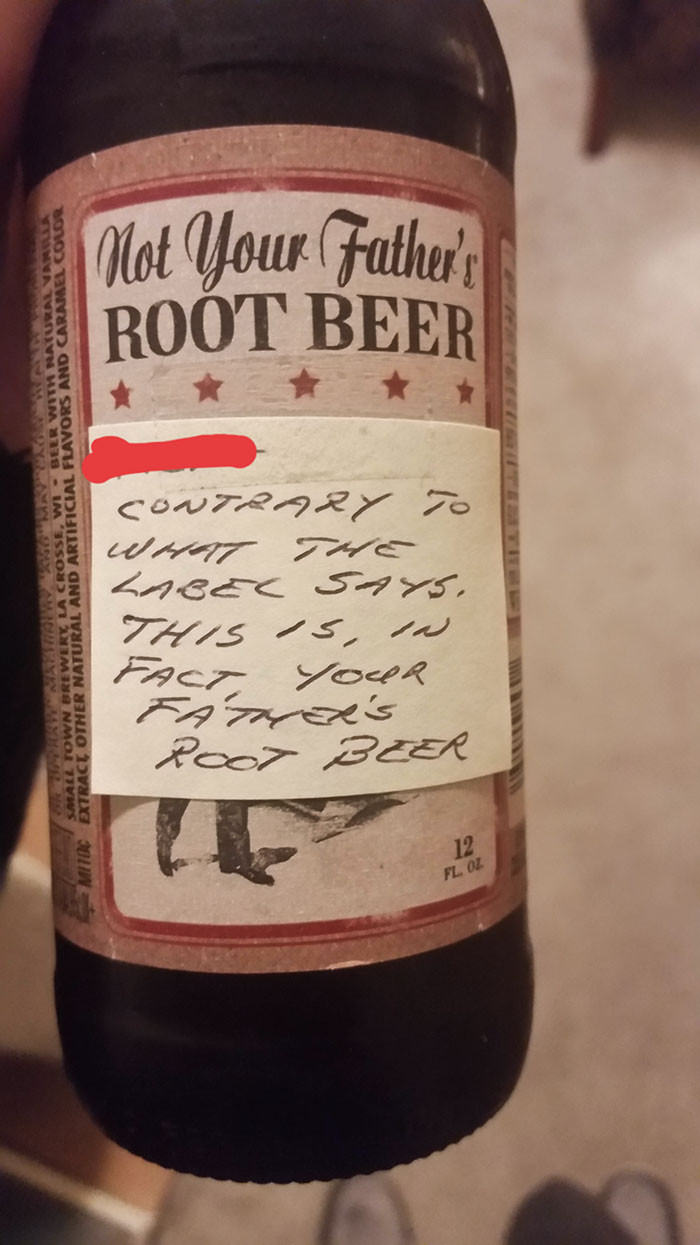 Not Your Father's
ROOT BEER
CONTRARY TO
WHAT THE
LABEL SAYS.
THIS IS, IN
FACT, YOUR
FATHER'S
ROOT BEER
12
FL. OZ.
SMALL TOWN BREWERY, LA CROSSE, WI • BEER WITH NATURAL VANILLA
EXTRACT, OTHER NATURAL AND ARTIFICIAL FLAVORS AND CARAMEL COLOR